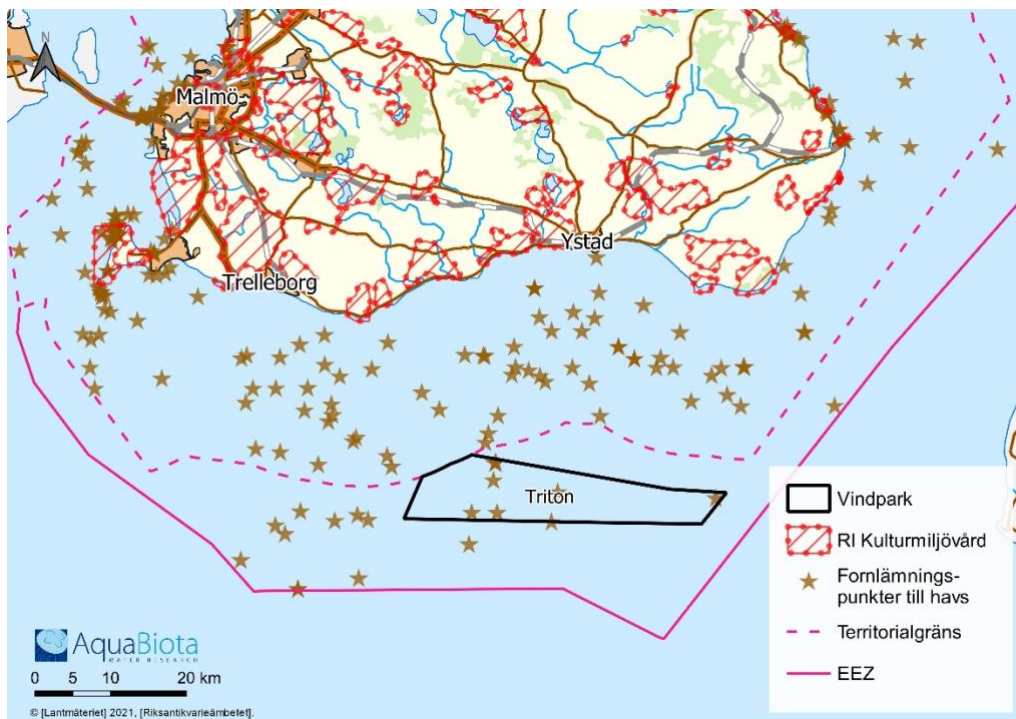 N
Malmö
Ystad
Trelleborg
Triton
Vindpark
RI Kulturmiljövård
Fornlämnings-
punkter till havs
Territorialgräns
EEZ
AquaBiota
WATER RESEARCH
0 5 10 20 km
© [Lantmäteriet] 2021, [Riksantikvarieämbetet].